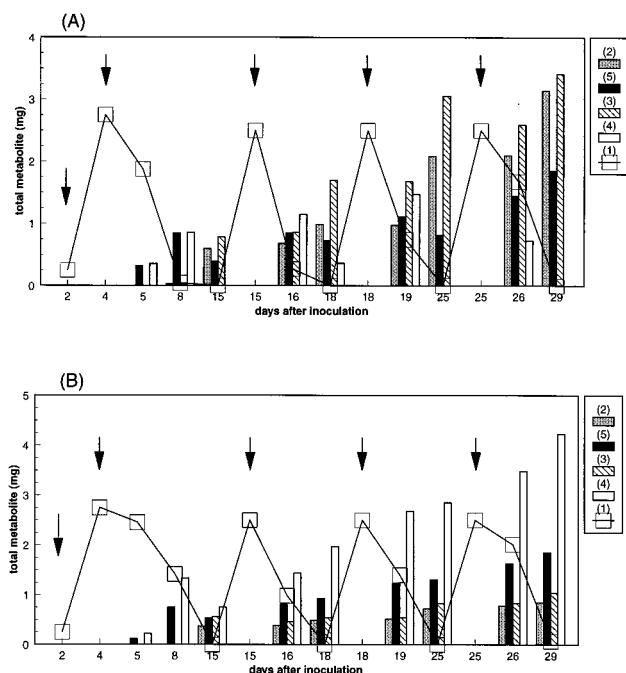 (A)
4
3
2
1
0
total metabolite (mg)
2 4 5 8 15 15 16 18 18 19 25 25 26 29
days after inoculation
(2)
(5)
(3)
(4)
(1)
(B)
5
4
3
2
1
0
total metabolite (mg)
2 4 5 8 15 15 16 18 18 19 25 25 26 29
days after inoculation
(2)
(5)
(3)
(4)
(1)